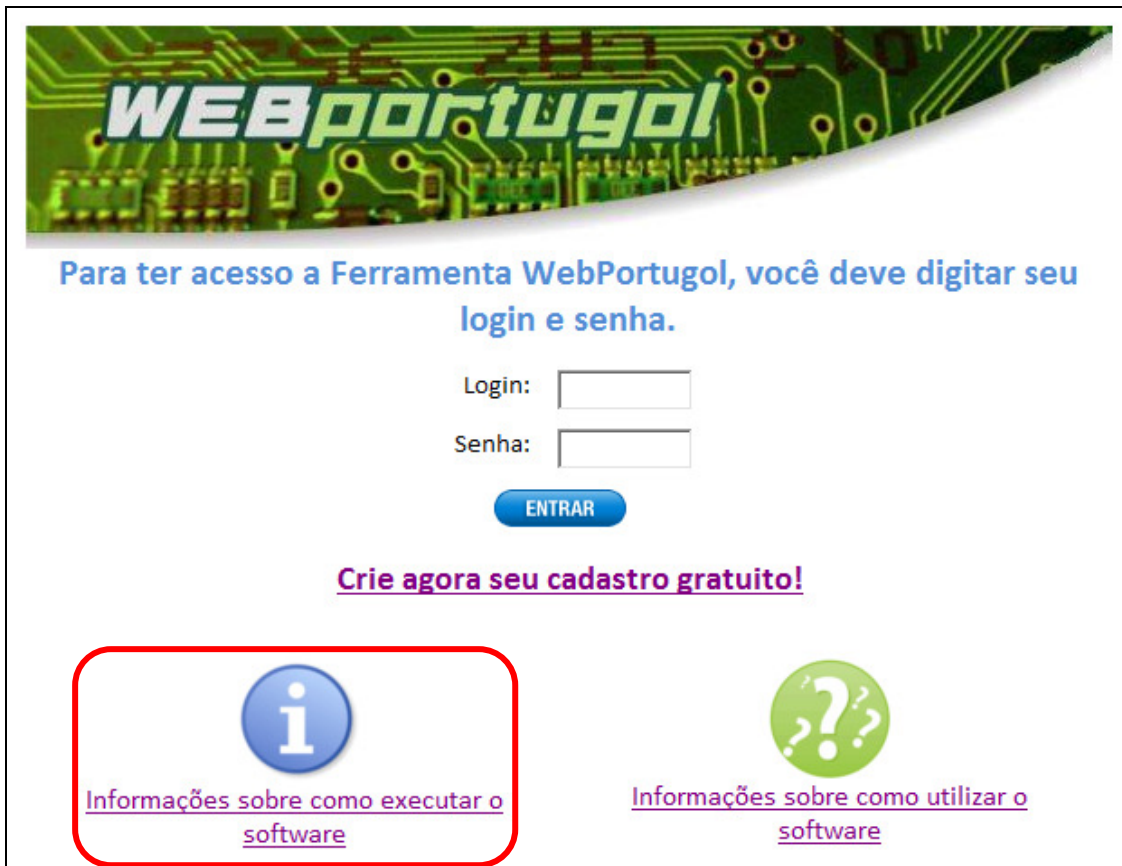 WEBportugol
Para ter acesso a Ferramenta WebPortugol, você deve digitar seu
login e senha.
Login:
Senha:
ENTRAR
Crie agora seu cadastro gratuito!
Informações sobre como executar o
software
Informações sobre como utilizar o
software